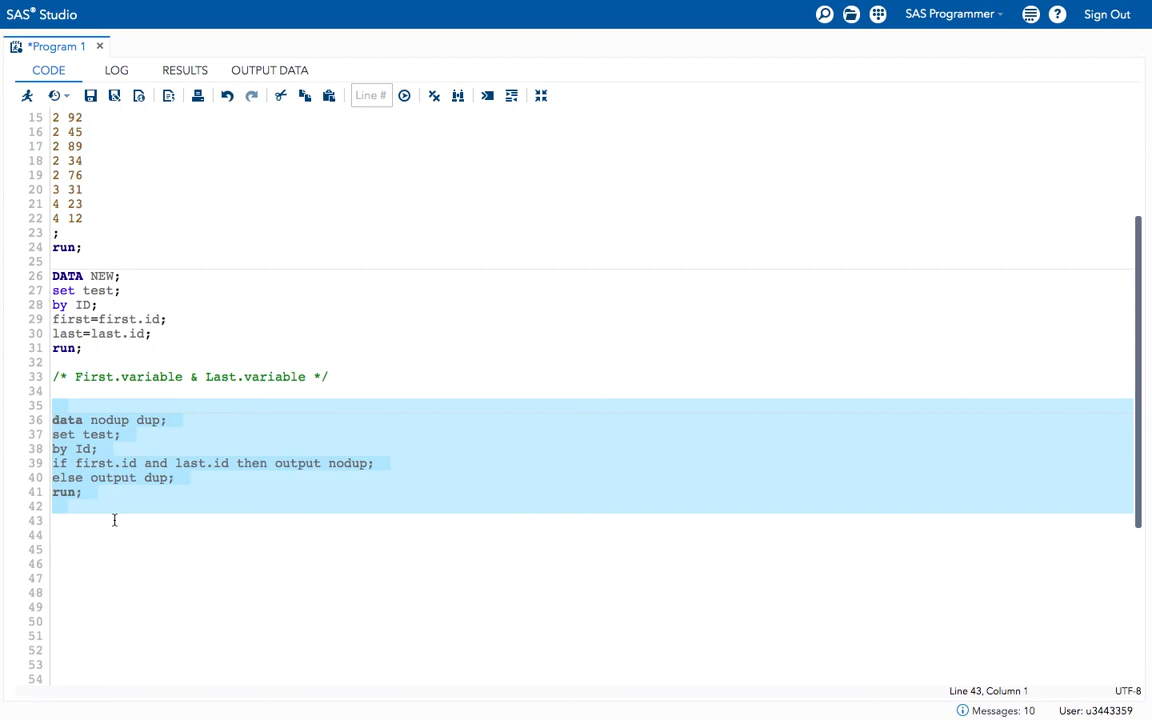 SAS® Studio
SAS Programmer
Sign Out
*Program 1
CODE LOG RESULTS OUTPUT DATA
Line #
15 2 92
16 2 45
17 2 89
18 2 34
19 2 76
20 3 31
21 4 23
22 4 12
23 ;
24 run;
25
26 DATA NEW;
27 set test;
28 by ID;
29 first=first.id;
30 last=last.id;
31 run;
32
33 /* First.variable & Last.variable */
34
35
36 data nodup dup;
37 set test;
38 by Id;
39 if first.id and last.id then output nodup;
40 else output dup;
41 run;
42
43
44
45
46
47
48
49
50
51
52
53
54
Line 43, Column 1 UTF-8
Messages: 10 User: u3443359